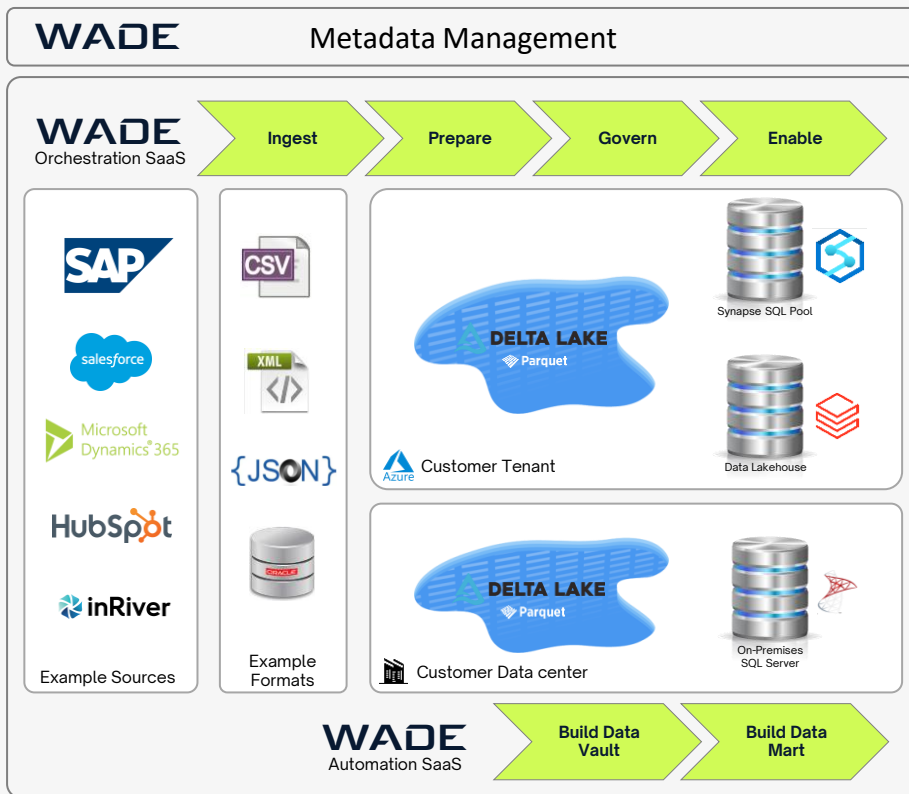 WADE
Metadata Management
WADE
Orchestration SaaS
Ingest
Prepare
Govern
Enable
SAP
salesforce
Microsoft
Dynamics® 365
HubSpot
inRiver
Example Sources
CSV
XML
</>
{JSON}
ORACLE
Example
Formats
DELTA LAKE
Parquet
Synapse SQL Pool
Data Lakehouse
Azure
Customer Tenant
DELTA LAKE
Parquet
On-Premises
SQL Server
Customer Data center
WADE
Automation SaaS
Build Data
Vault
Build Data
Mart